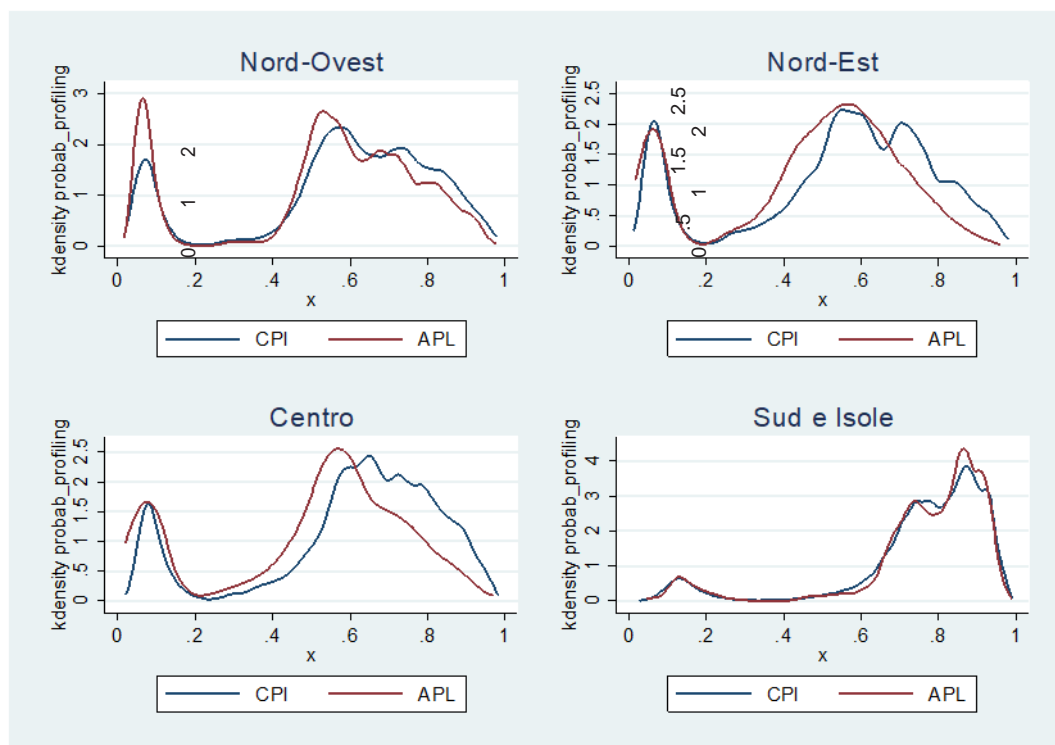 Nord-Ovest
kdensity probab_profiling
3
2
1
0
2
1
0
0 .2 .4 .6 .8 1
x
CPI APL
Nord-Est
kdensity probab_profiling
2.5
2
1.5
1
.5
0
2.5
2
1.5
1
.5
0
0 .2 .4 .6 .8 1
x
CPI APL
Centro
kdensity probab_profiling
2.5
2
1.5
1
.5
0
0 .2 .4 .6 .8 1
x
CPI APL
Sud e Isole
kdensity probab_profiling
4
3
2
1
0
0 .2 .4 .6 .8 1
x
CPI APL